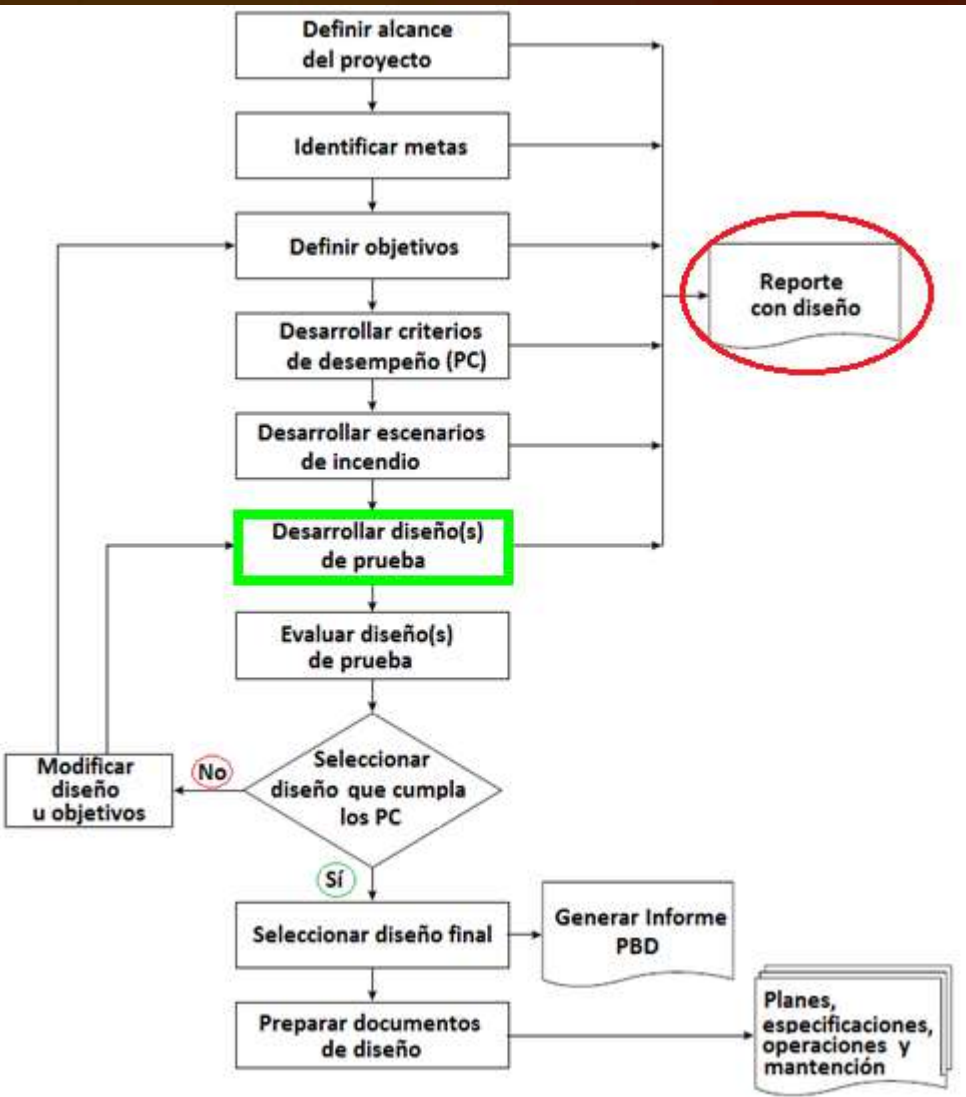 Definir alcance
del proyecto
Identificar metas
Definir objetivos
Reporte
con diseño
Desarrollar criterios
de desempeño (PC)
Desarrollar escenarios
de incendio
Desarrollar diseño(s)
de prueba
Evaluar diseño(s)
de prueba
Seleccionar
diseño que cumpla
los PC
No
Modificar
diseño
u objetivos
Sí
Seleccionar diseño final
Generar Informe
PBD
Preparar documentos
de diseño
Planes,
especificaciones,
operaciones y
mantención